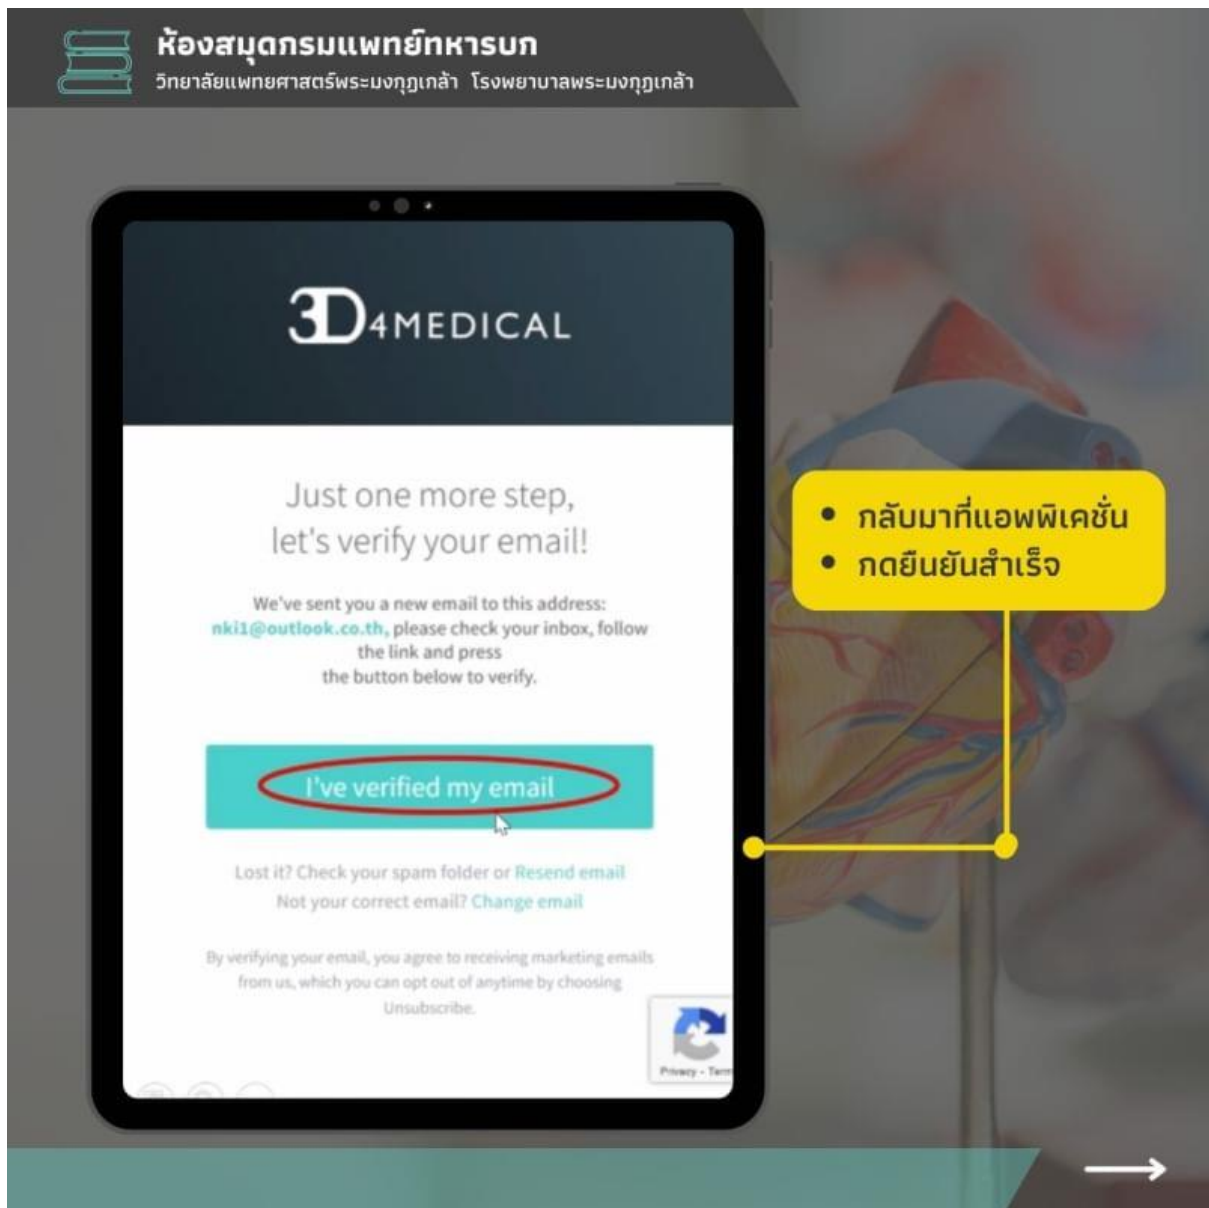 ห้องสมุดกรมแพทย์ทหารบก
วิทยาลัยแพทยศาสตร์พระมงกุฎเกล้า โรงพยาบาลพระมงกุฎเกล้า
3D4MEDICAL
Just one more step,
let's verify your email!
We've sent you a new email to this address:
nki1@outlook.co.th, please check your inbox, follow
the link and press
the button below to verify.
I've verified my email
Lost it? Check your spam folder or Resend email
Not your correct email? Change email
By verifying your email, you agree to receiving marketing emails
from us, which you can opt out of anytime by choosing
Unsubscribe.
Privacy - Term
• กลับมาที่แอพพิเคชั่น
• กดยืนยันสำเร็จ